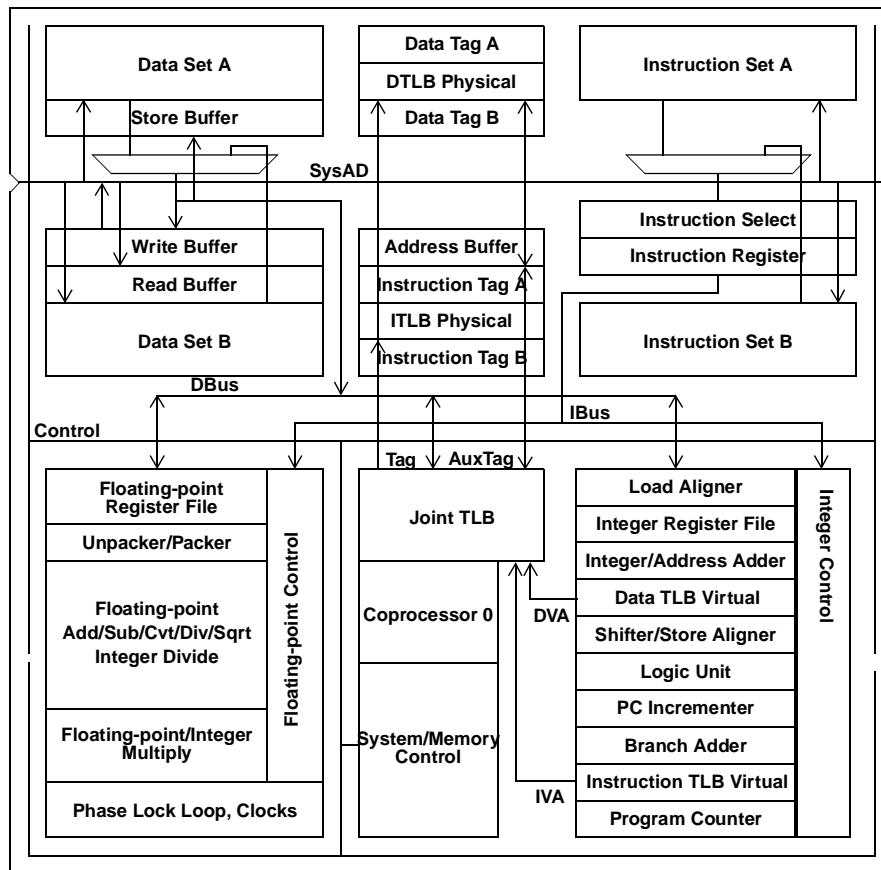 Data Set A
Store Buffer
Data Tag A
DTLB Physical
Data Tag B
Instruction Set A
SysAD
Write Buffer
Read Buffer
Data Set B
Address Buffer
Instruction Tag A
ITLB Physical
Instruction Tag B
Instruction Select
Instruction Register
Instruction Set B
DBus
IBus
Control
Tag
AuxTag
Floating-point
Register File
Unpacker/Packer
Floating-point
Add/Sub/Cvt/Div/Sqrt
Integer Divide
Floating-point/Integer
Multiply
Phase Lock Loop, Clocks
Floating-point Control
Joint TLB
Coprocessor 0
System/Memory
Control
DVA
IVA
Load Aligner
Integer Register File
Integer/Address Adder
Data TLB Virtual
Shifter/Store Aligner
Logic Unit
PC Incrementer
Branch Adder
Instruction TLB Virtual
Program Counter
Integer Control